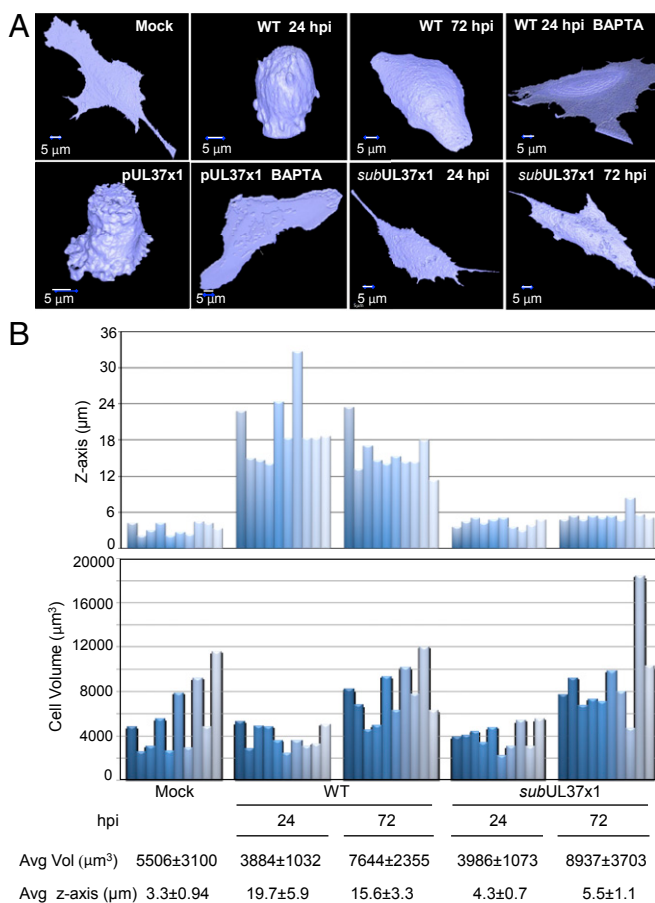 A
Mock
WT 24 hpi
WT 72 hpi
WT 24 hpi BAPTA
5 µm
5 µm
5 µm
5 µm
pUL37x1
pUL37x1 BAPTA
subUL37x1 24 hpi
subUL37x1 72 hpi
5 µm
5 µm
5 µm
5 µm
B
Z-axis (µm)
36
30
24
18
12
6
0
Cell Volume (µm³)
20000
16000
12000
8000
4000
0
Mock WT subUL37x1
hpi 24 72 24 72
Avg Vol (µm³) 5506±3100 3884±1032 7644±2355 3986±1073 8937±3703
Avg z-axis (µm) 3.3±0.94 19.7±5.9 15.6±3.3 4.3±0.7 5.5±1.1